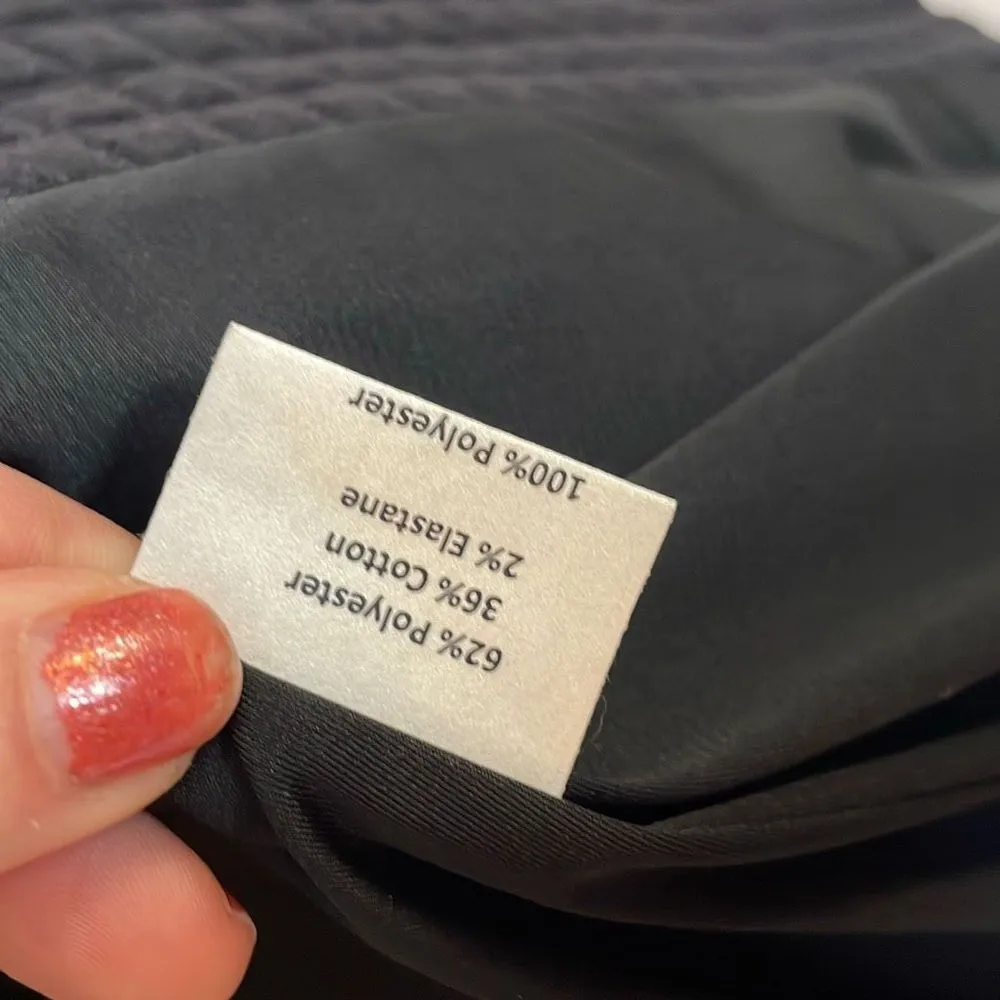 62% Polyester
36% Cotton
2% Elastane
100% Polyester